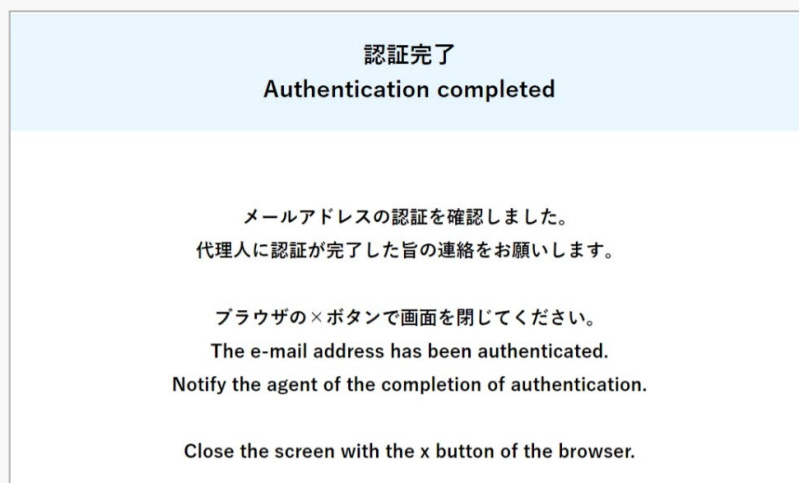 認証完了
Authentication completed
メールアドレスの認証を確認しました。
代理人に認証が完了した旨の連絡をお願いします。
ブラウザの×ボタンで画面を閉じてください。
The e-mail address has been authenticated.
Notify the agent of the completion of authentication.
Close the screen with the x button of the browser.